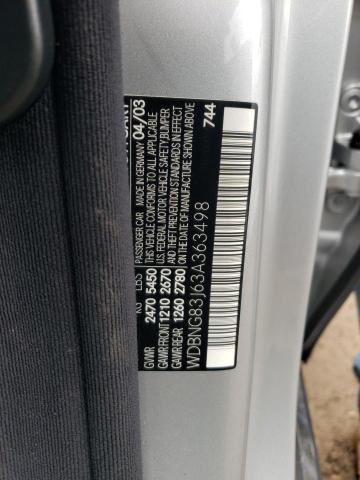 PASSENGER CAR MADE IN GERMANY 04/03
KG LBS
GVWR 2470 5450
GAWR FRONT 1210 2670
GAWR REAR 1260 2780
THIS VEHICLE CONFORMS TO ALL APPLICABLE
U.S. FEDERAL MOTOR VEHICLE SAFETY,BUMPER
AND THEFT PREVENTION STANDARDS IN EFFECT
ON THE DATE OF MANUFACTURE SHOWN ABOVE
WDBNG83J63A363498
744